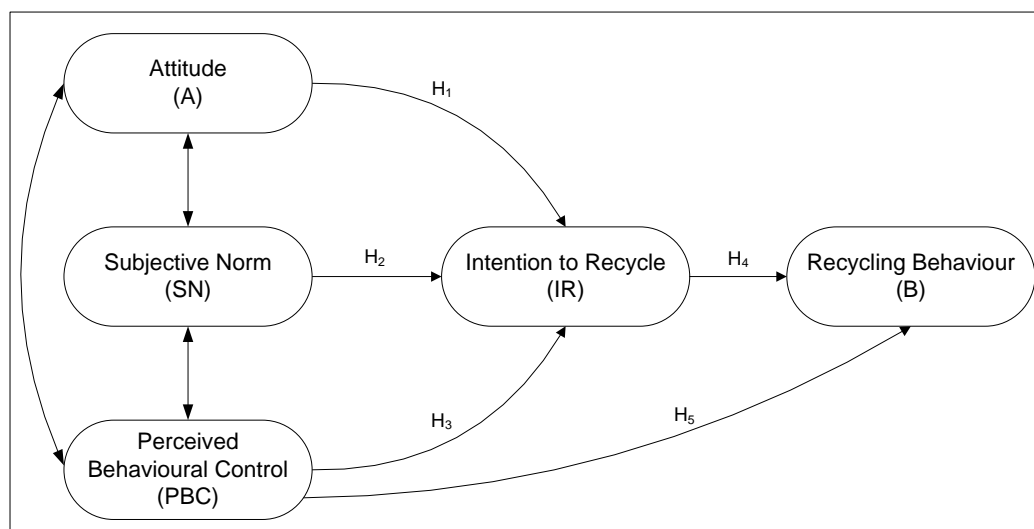 Attitude
(A)
H₁
Subjective Norm
(SN)
H₂
Intention to Recycle
(IR)
H₄
Recycling Behaviour
(B)
H₃
H₅
Perceived
Behavioural Control
(PBC)